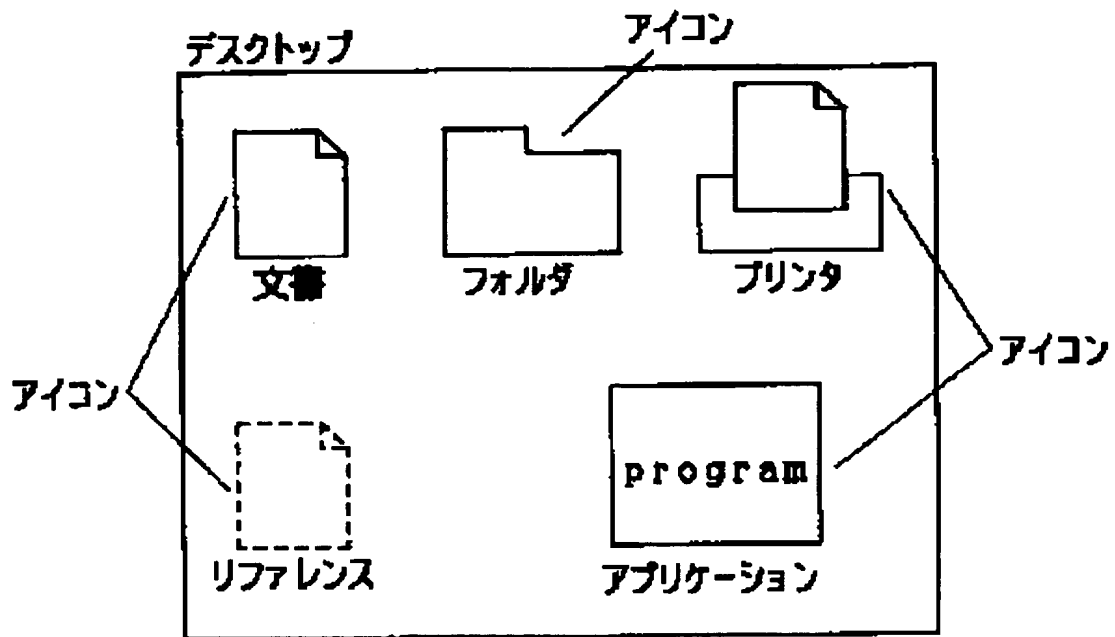 アイコン
デスクトップ
文書
フォルダ
プリンタ
アイコン
アイコン
program
リファレンス
アプリケーション